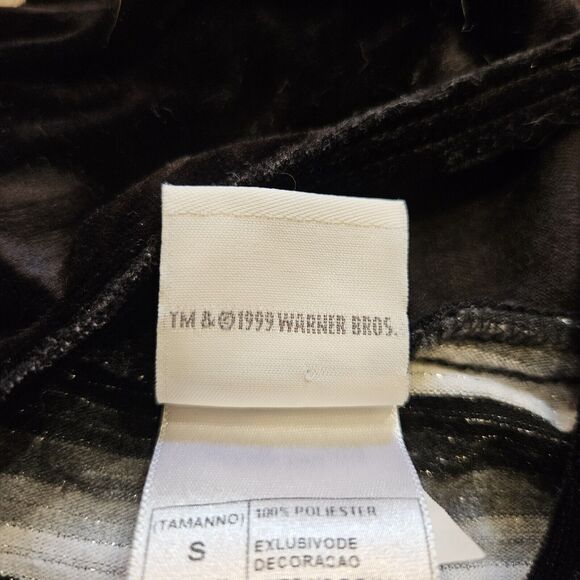 TM & ©1999 WARNER BROS.
(TAMANNO)
S
100% POLIESTER
EXLUSIVODE
DECORACAO